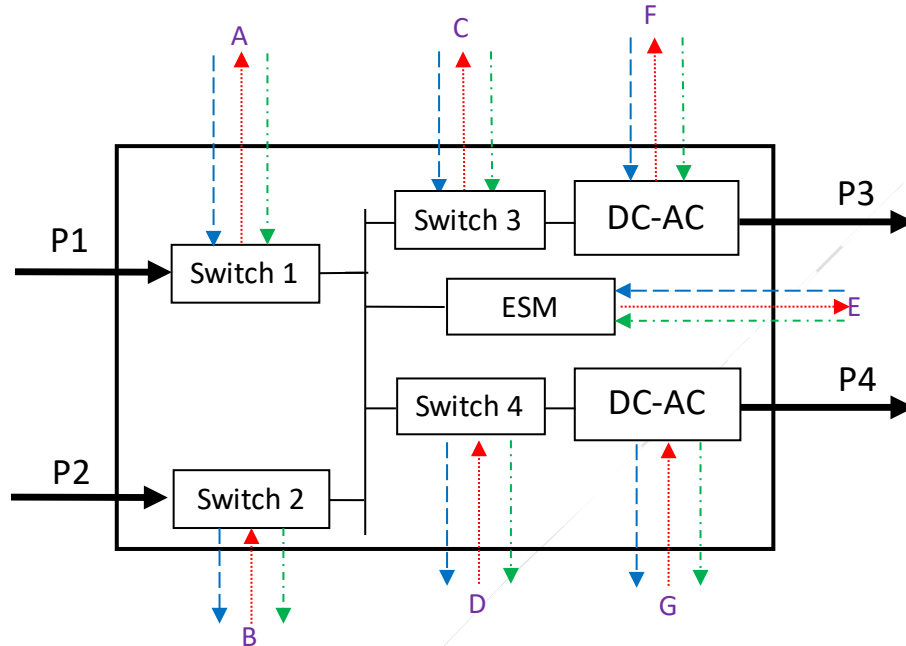 A
C
F
P1
Switch 1
Switch 3
DC-AC
P3
ESM
E
P2
Switch 2
Switch 4
DC-AC
P4
B
D
G